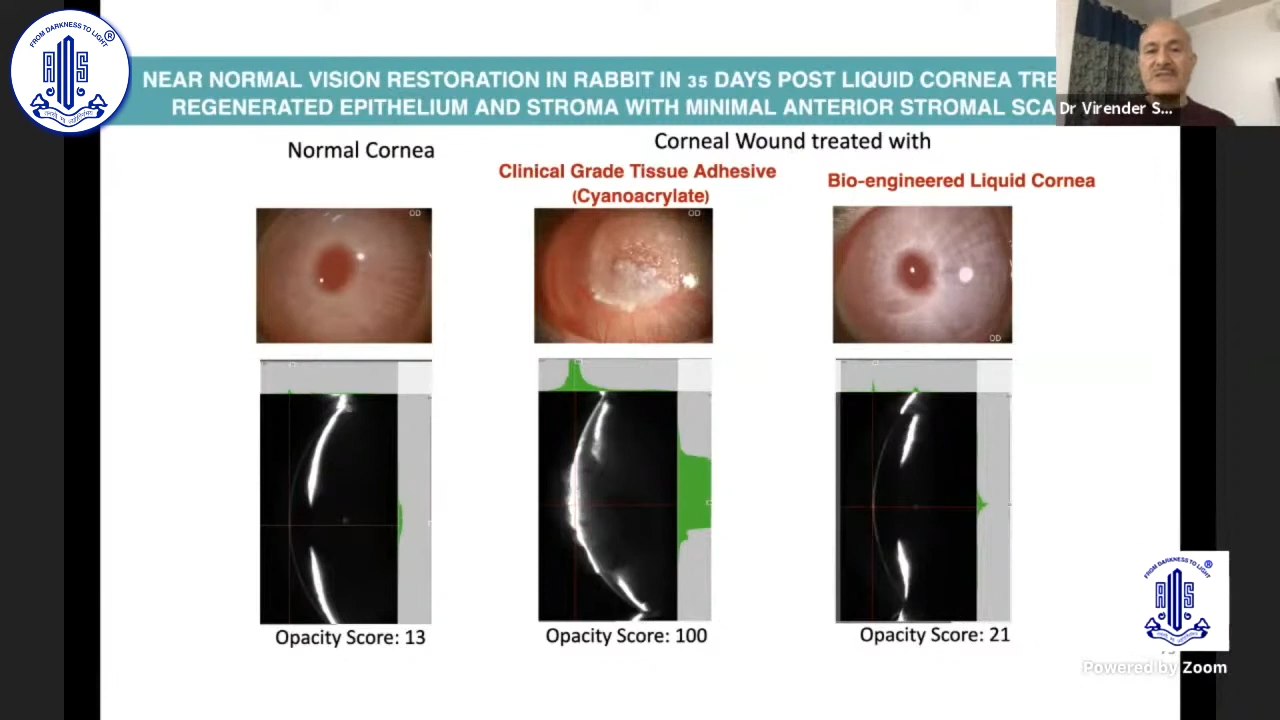 FROM DARKNESS TO LIGHT
®
AIOS
NEAR NORMAL VISION RESTORATION IN RABBIT IN 35 DAYS POST LIQUID CORNEA TRE
REGENERATED EPITHELIUM AND STROMA WITH MINIMAL ANTERIOR STROMAL SCA
Dr Virender S...
Normal Cornea
Corneal Wound treated with
Clinical Grade Tissue Adhesive
(Cyanoacrylate)
Bio-engineered Liquid Cornea
OD
OD
OD
Opacity Score: 13
Opacity Score: 100
Opacity Score: 21
FROM DARKNESS TO LIGHT
®
AIOS
Powered by Zoom